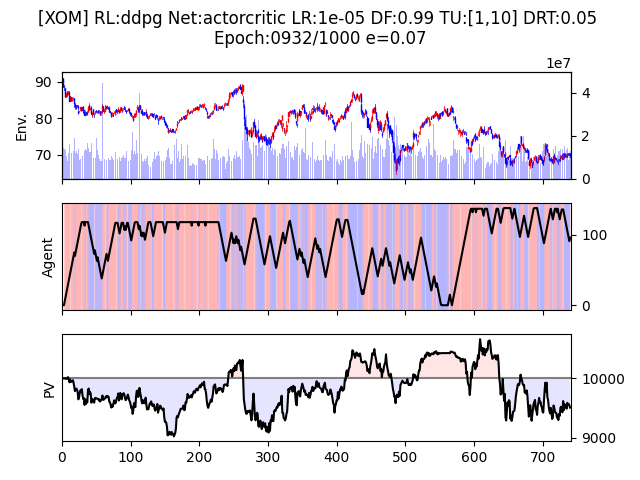 [XOM] RL:ddpg Net:actorcritic LR:1e-05 DF:0.99 TU:[1,10] DRT:0.05
Epoch:0932/1000 e=0.07
1e7
Env.
90
80
70
4
2
0
Agent
100
0
PV
10000
9000
0 100 200 300 400 500 600 700